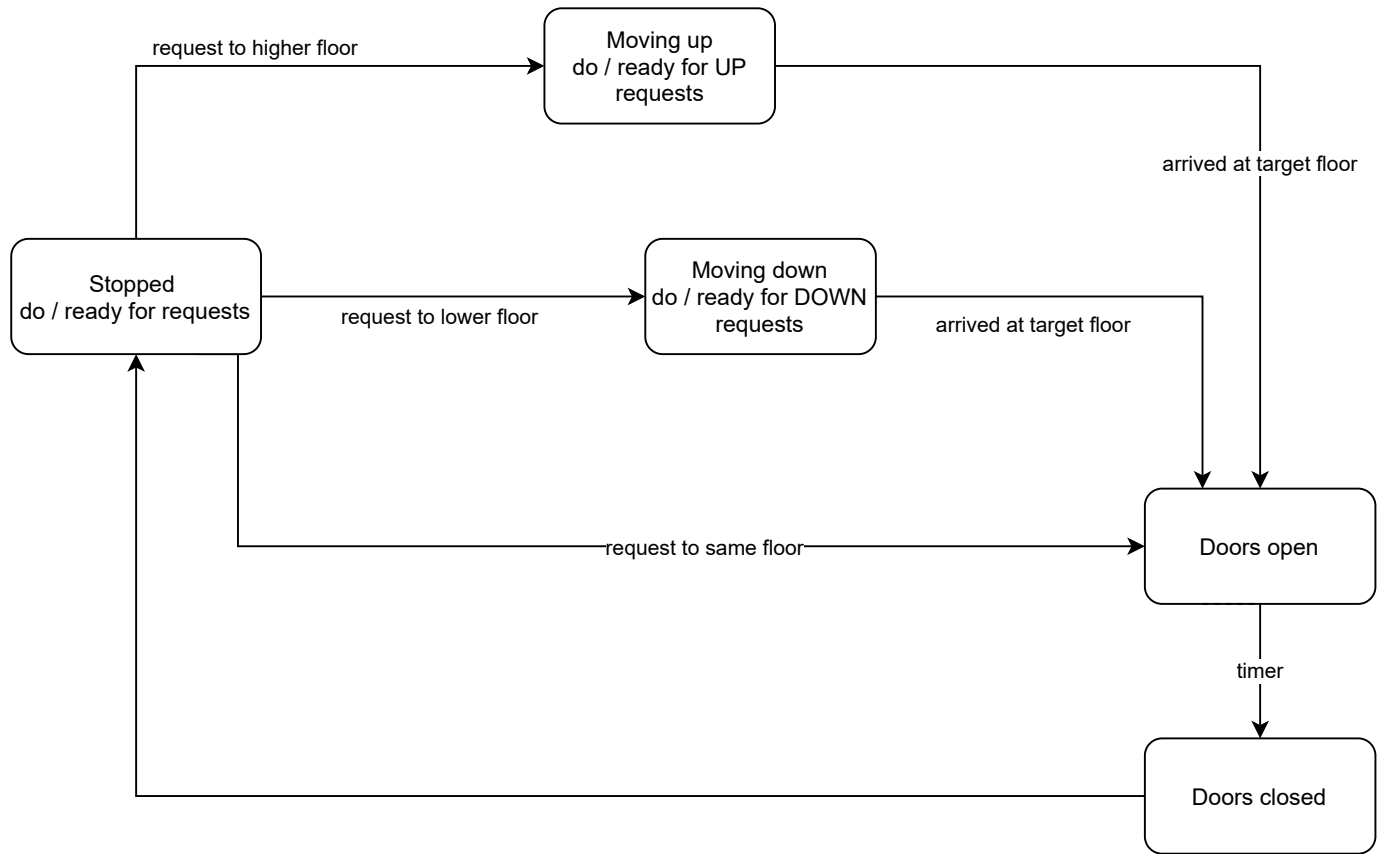 request to higher floor
Moving up
do / ready for UP
requests
arrived at target floor
Stopped
do / ready for requests
request to lower floor
Moving down
do / ready for DOWN
requests
arrived at target floor
request to same floor
Doors open
timer
Doors closed